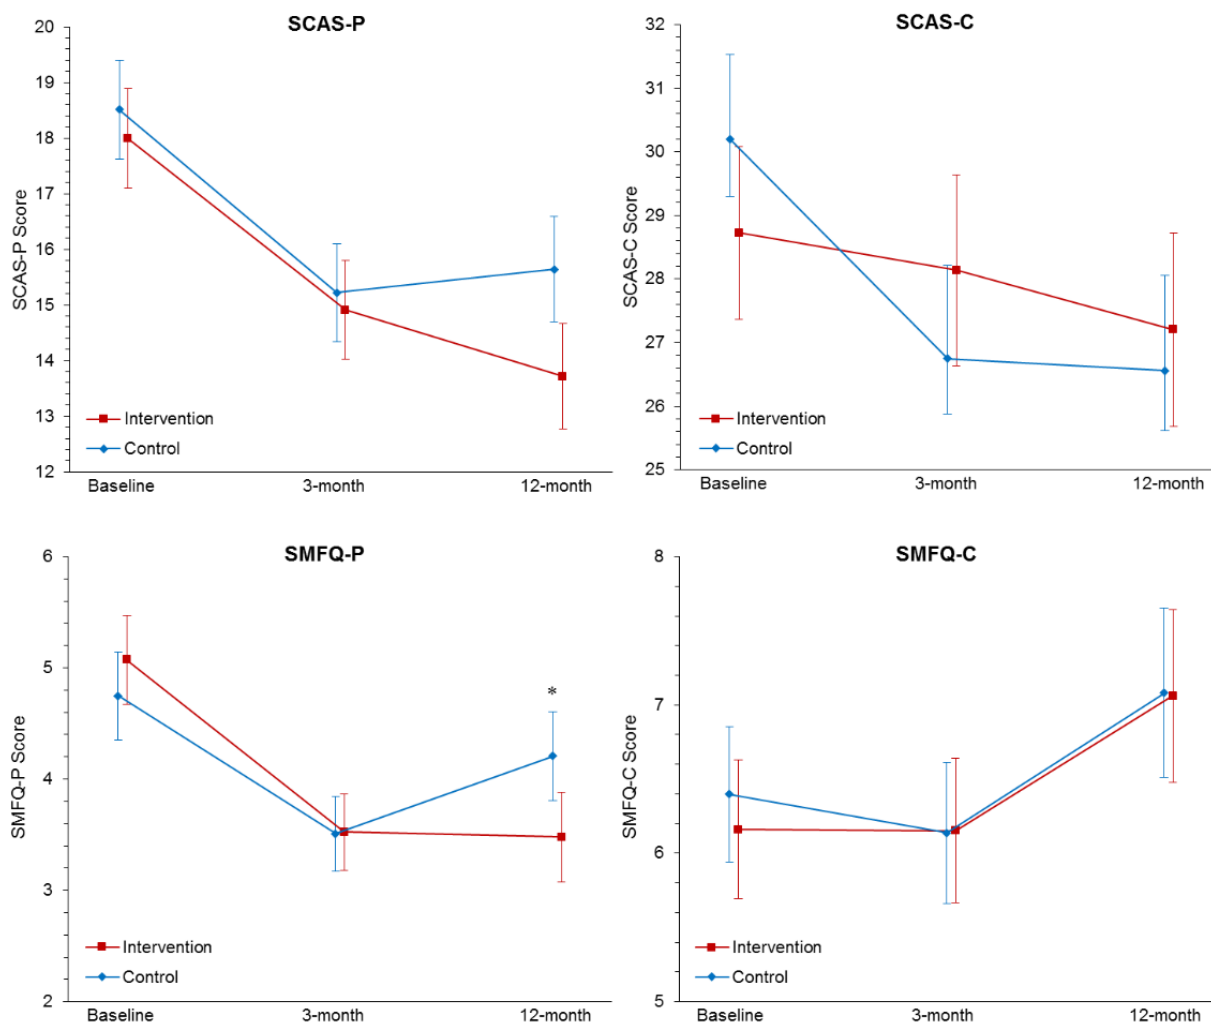 SCAS-P
20
19
18
17
16
15
14
13
12
SCAS-P Score
Intervention
Control
Baseline
3-month
12-month
SCAS-C
32
31
30
29
28
27
26
25
SCAS-C Score
Intervention
Control
Baseline
3-month
12-month
SMFQ-P
6
5
4
3
2
SMFQ-P Score
*
Intervention
Control
Baseline
3-month
12-month
SMFQ-C
8
7
6
5
SMFQ-C Score
Intervention
Control
Baseline
3-month
12-month